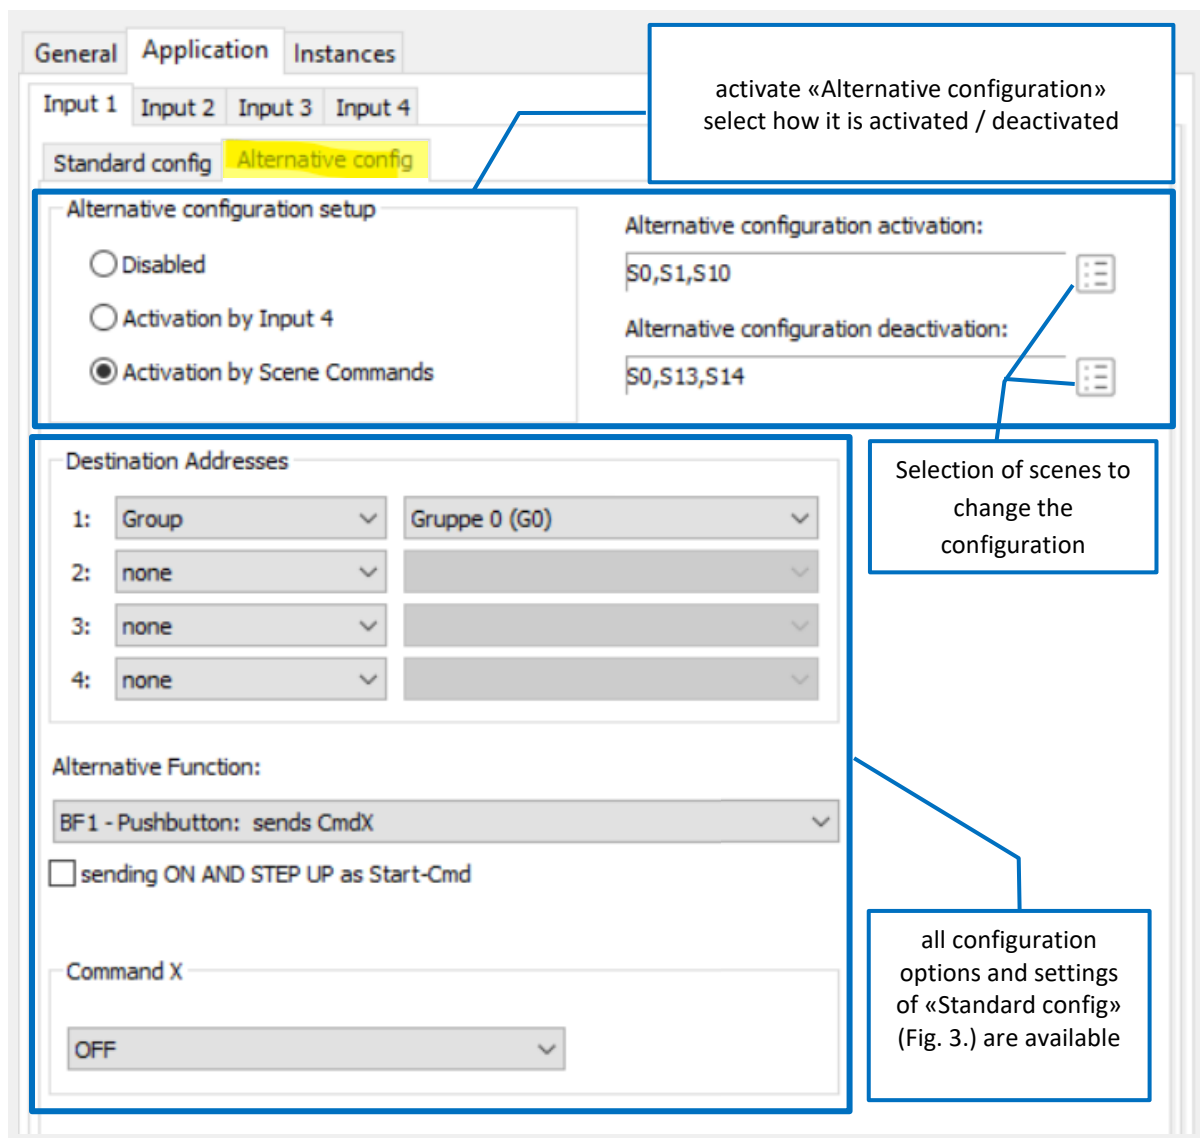 General Application Instances
activate «Alternative configuration»
select how it is activated / deactivated
Input 1 Input 2 Input 3 Input 4
Standard config Alternative config
Alternative configuration setup
Disabled
Activation by Input 4
Activation by Scene Commands
Alternative configuration activation:
S0,S1,S10
Alternative configuration deactivation:
S0,S13,S14
Selection of scenes to
change the
configuration
Destination Addresses
1: Group Gruppe 0 (G0)
2: none
3: none
4: none
Alternative Function:
BF1 - Pushbutton: sends CmdX
sending ON AND STEP UP as Start-Cmd
Command X
OFF
all configuration
options and settings
of «Standard config»
(Fig. 3.) are available